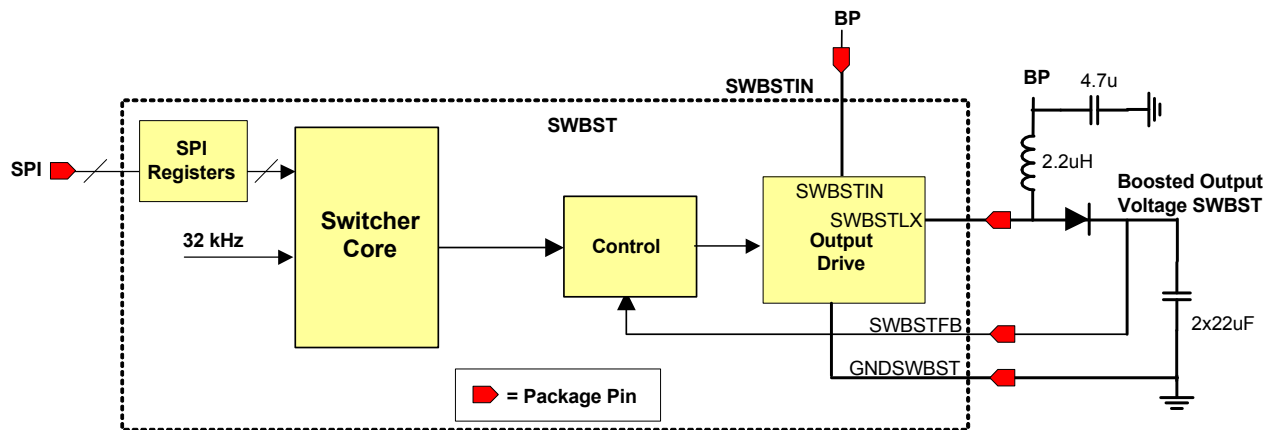 BP
SWBSTIN
BP
4.7u
SWBST
SPI
SPI
Registers
2.2uH
Boosted Output
Voltage SWBST
SWBSTIN
SWBSTLX
Switcher
Core
32 kHz
Control
Output
Drive
SWBSTFB
2x22uF
GNDSWBST
= Package Pin